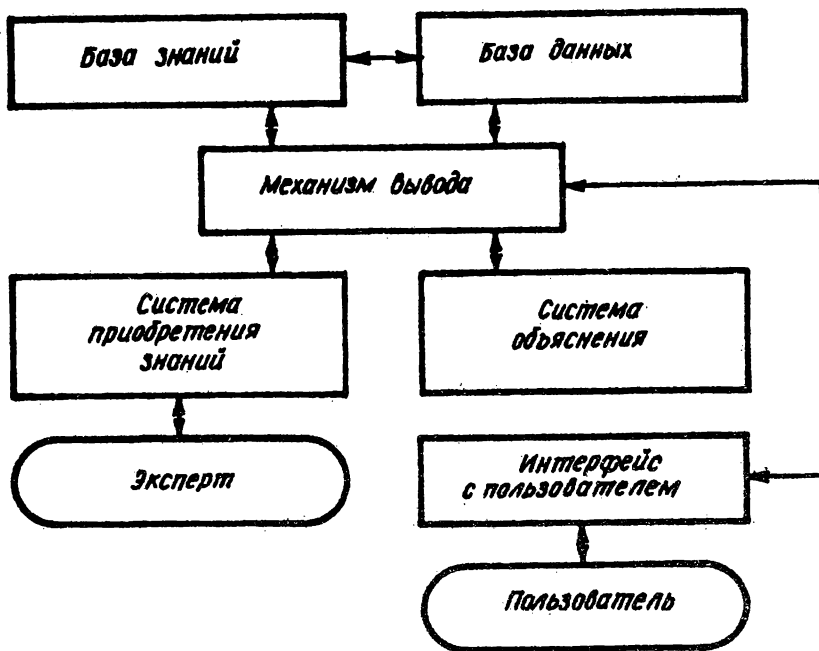 База знаний
База данных
Механизм вывода
Система
приобретения
знаний
Система
объяснения
Эксперт
Интерфейс
с пользователем
Пользователь